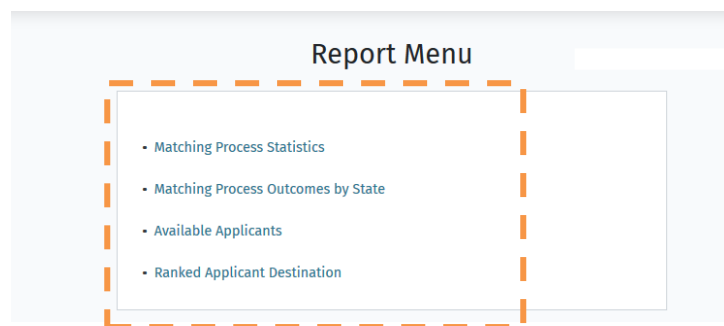 Report Menu
• Matching Process Statistics
• Matching Process Outcomes by State
• Available Applicants
• Ranked Applicant Destination